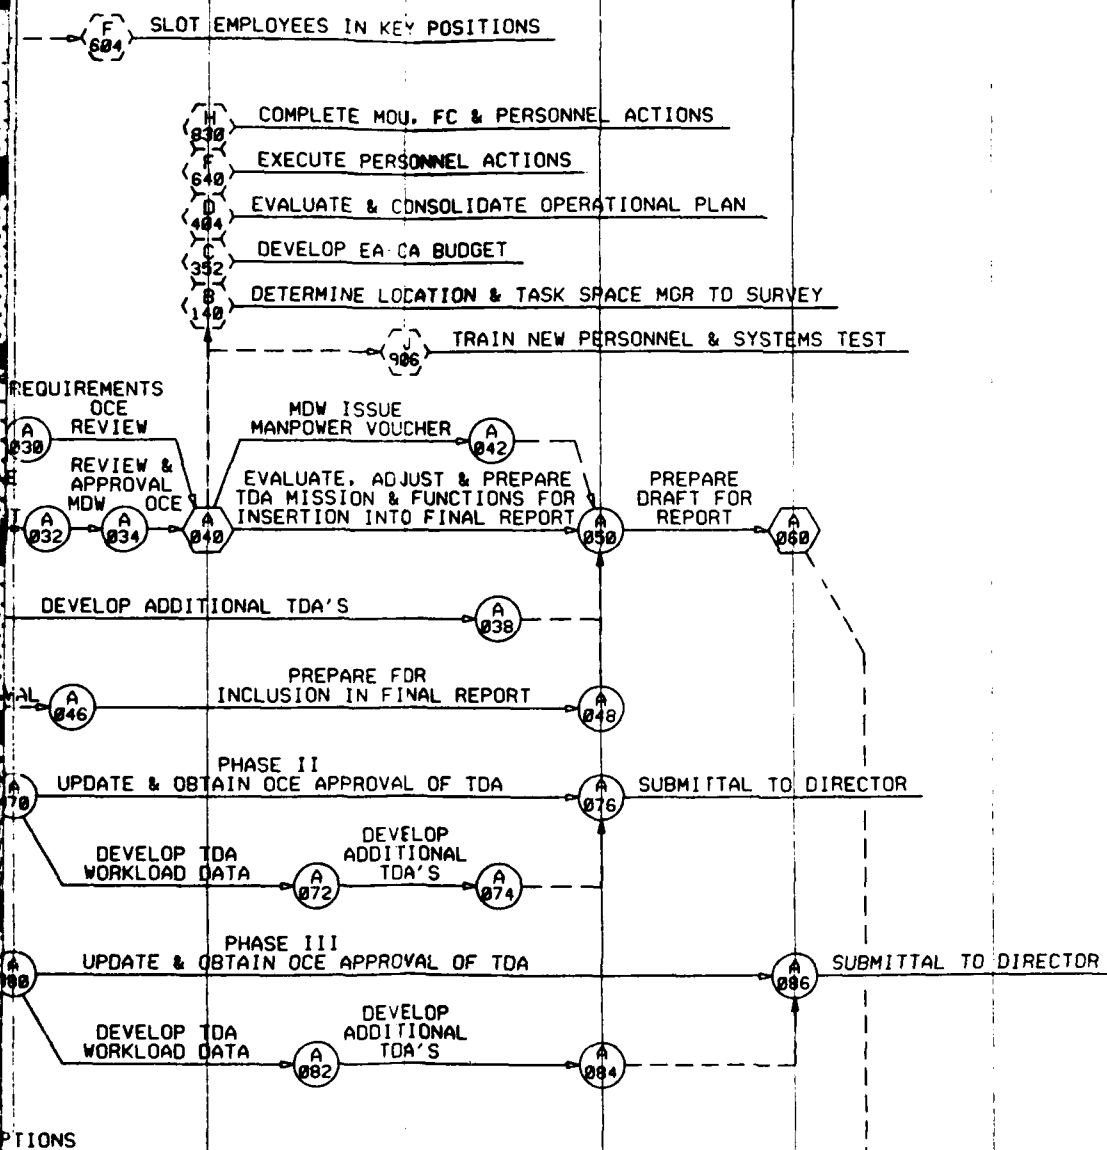 F
604
SLOT EMPLOYEES IN KEY POSITIONS
H
830
COMPLETE MOU, FC & PERSONNEL ACTIONS
F
640
EXECUTE PERSONNEL ACTIONS
D
404
EVALUATE & CONSOLIDATE OPERATIONAL PLAN
C
352
DEVELOP EA-CA BUDGET
B
140
DETERMINE LOCATION & TASK SPACE MGR TO SURVEY
J
906
TRAIN NEW PERSONNEL & SYSTEMS TEST
REQUIREMENTS
OCE
REVIEW
A
030
MDW ISSUE
MANPOWER VOUCHER
A
042
REVIEW &
APPROVAL
MDW OCE
A
032
A
034
A
040
EVALUATE, ADJUST & PREPARE
TDA MISSION & FUNCTIONS FOR
INSERTION INTO FINAL REPORT
A
050
PREPARE
DRAFT FOR
REPORT
A
060
DEVELOP ADDITIONAL TDA'S
A
038
A
046
PREPARE FOR
INCLUSION IN FINAL REPORT
A
048
A
070
PHASE II
UPDATE & OBTAIN OCE APPROVAL OF TDA
A
076
SUBMITTAL TO DIRECTOR
DEVELOP TDA
WORKLOAD DATA
A
072
DEVELOP
ADDITIONAL
TDA'S
A
074
A
080
PHASE III
UPDATE & OBTAIN OCE APPROVAL OF TDA
A
086
SUBMITTAL TO DIRECTOR
DEVELOP TDA
WORKLOAD DATA
A
082
DEVELOP
ADDITIONAL
TDA'S
A
084
PTIONS